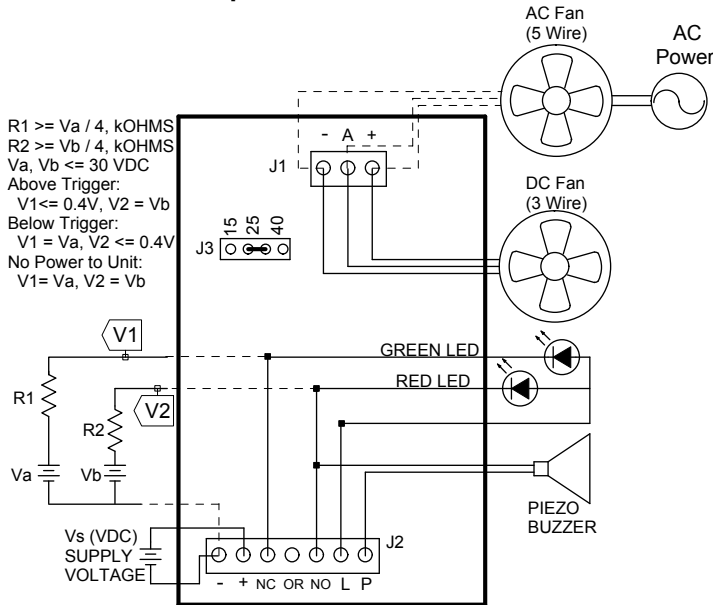 AC Fan
(5 Wire)
AC
Power
R1 >= Va / 4, kOHMS
R2 >= Vb / 4, kOHMS
Va, Vb <= 30 VDC
Above Trigger:
V1<= 0.4V, V2 = Vb
Below Trigger:
V1 = Va, V2 <= 0.4V
No Power to Unit:
V1= Va, V2 = Vb
- A +
J1
DC Fan
(3 Wire)
15 25 40
J3
V1
GREEN LED
RED LED
V2
R1
R2
Va
Vb
PIEZO
BUZZER
Vs (VDC)
SUPPLY
VOLTAGE
J2
- + NC OR NO L P